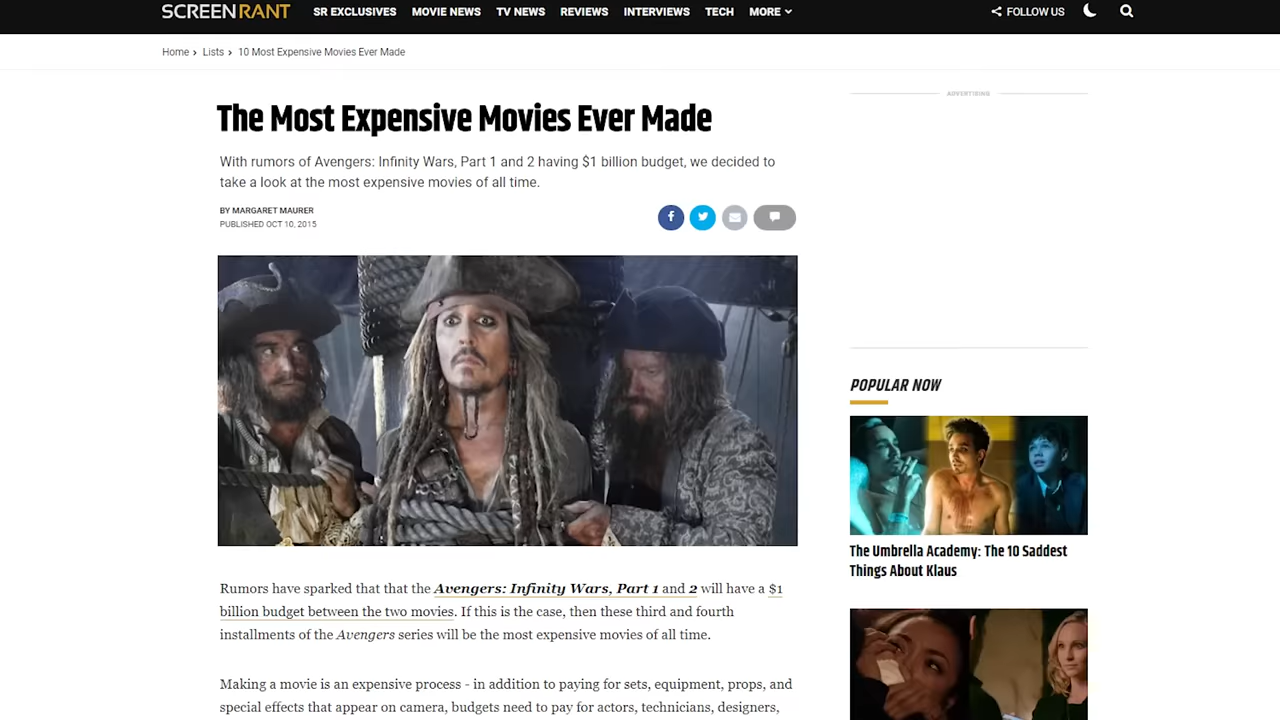 SCREENRANT SR EXCLUSIVES MOVIE NEWS TV NEWS REVIEWS INTERVIEWS TECH MORE FOLLOW US
Home › Lists › 10 Most Expensive Movies Ever Made
The Most Expensive Movies Ever Made
With rumors of Avengers: Infinity Wars, Part 1 and 2 having $1 billion budget, we decided to
take a look at the most expensive movies of all time.
BY MARGARET MAURER
PUBLISHED OCT 10, 2015
Rumors have sparked that that the Avengers: Infinity Wars, Part 1 and 2 will have a $1
billion budget between the two movies. If this is the case, then these third and fourth
installments of the Avengers series will be the most expensive movies of all time.
Making a movie is an expensive process - in addition to paying for sets, equipment, props, and
special effects that appear on camera, budgets need to pay for actors, technicians, designers,
ADVERTISING
POPULAR NOW
The Umbrella Academy: The 10 Saddest
Things About Klaus